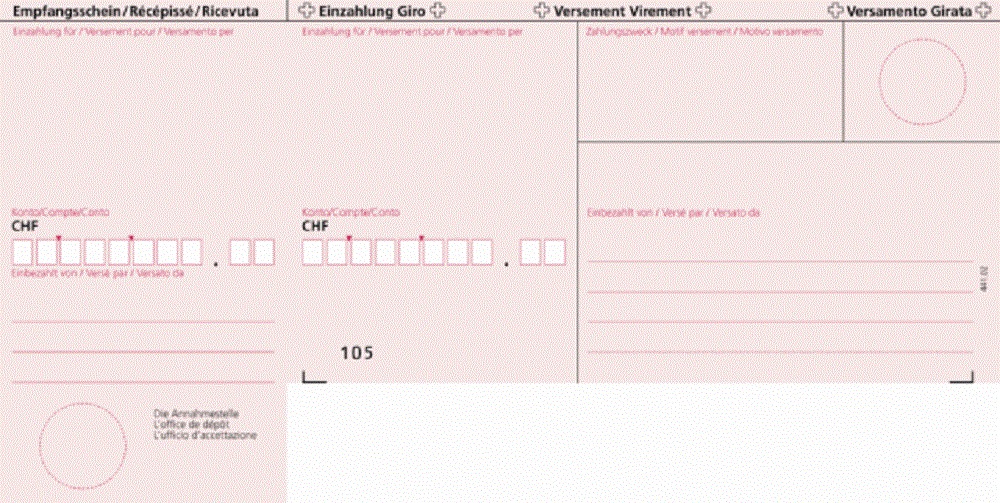 Empfangsschein/Récépissé/Ricevuta
Einzahlung für / Versement pour / Versamento per
Konto/Compte/Conto
CHF
.
Einbezahlt von / Versé par / Versato da
Die Annahmestelle
L'office de dépôt
L'ufficio d'accettazione
Einzahlung Giro
Versement Virement
Versamento Girata
Einzahlung für / Versement pour / Versamento per
Konto/Compte/Conto
CHF
.
105
Zahlungszweck / Motif versement / Motivo versamento
Einbezahlt von / Versé par / Versato da
441.02